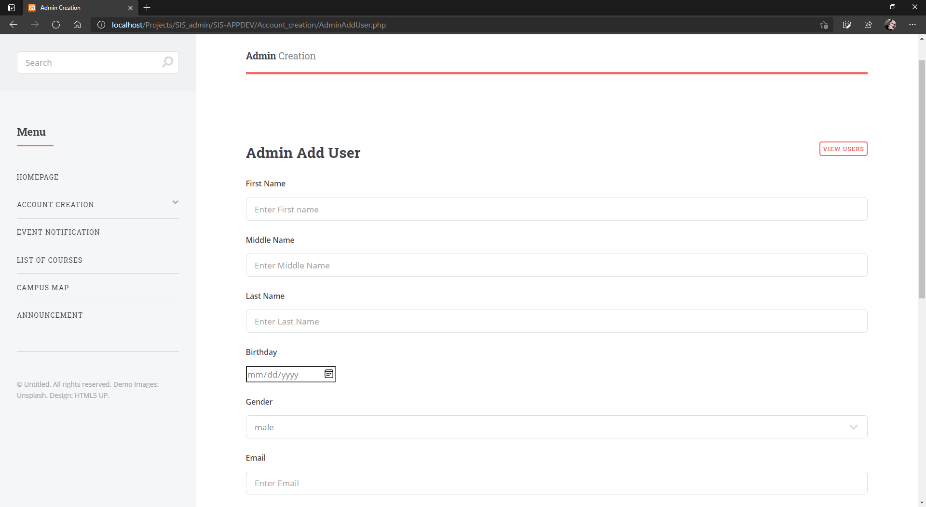 Admin Creation
localhost/Projects/SIS_admin/SIS-APPDEV/Account_creation/AdminAddUser.php
Search
Menu
HOMEPAGE
ACCOUNT CREATION
EVENT NOTIFICATION
LIST OF COURSES
CAMPUS MAP
ANNOUNCEMENT
© Untitled. All rights reserved. Demo Images:
Unsplash. Design: HTML5 UP.
Admin Creation
Admin Add User
VIEW USERS
First Name
Enter First name
Middle Name
Enter Middle Name
Last Name
Enter Last Name
Birthday
mm/dd/yyyy
Gender
male
Email
Enter Email